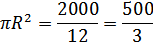 πR² = 2000/12 = 500/3